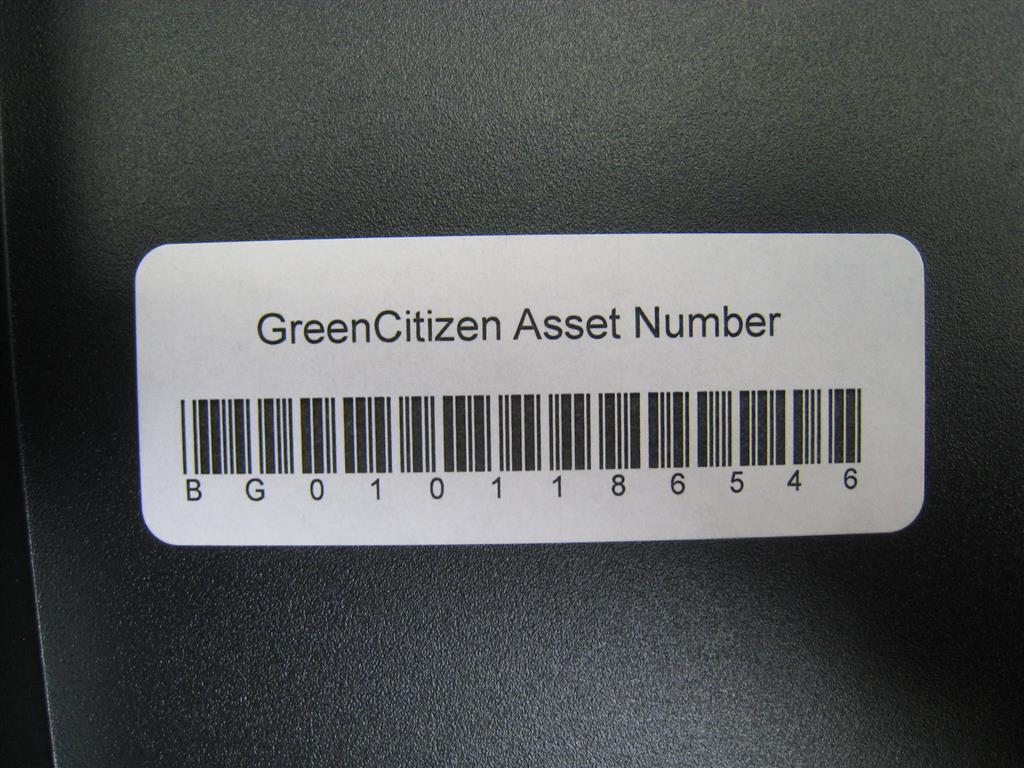 GreenCitizen Asset Number
B G 0 1 0 1 1 8 6 5 4 6